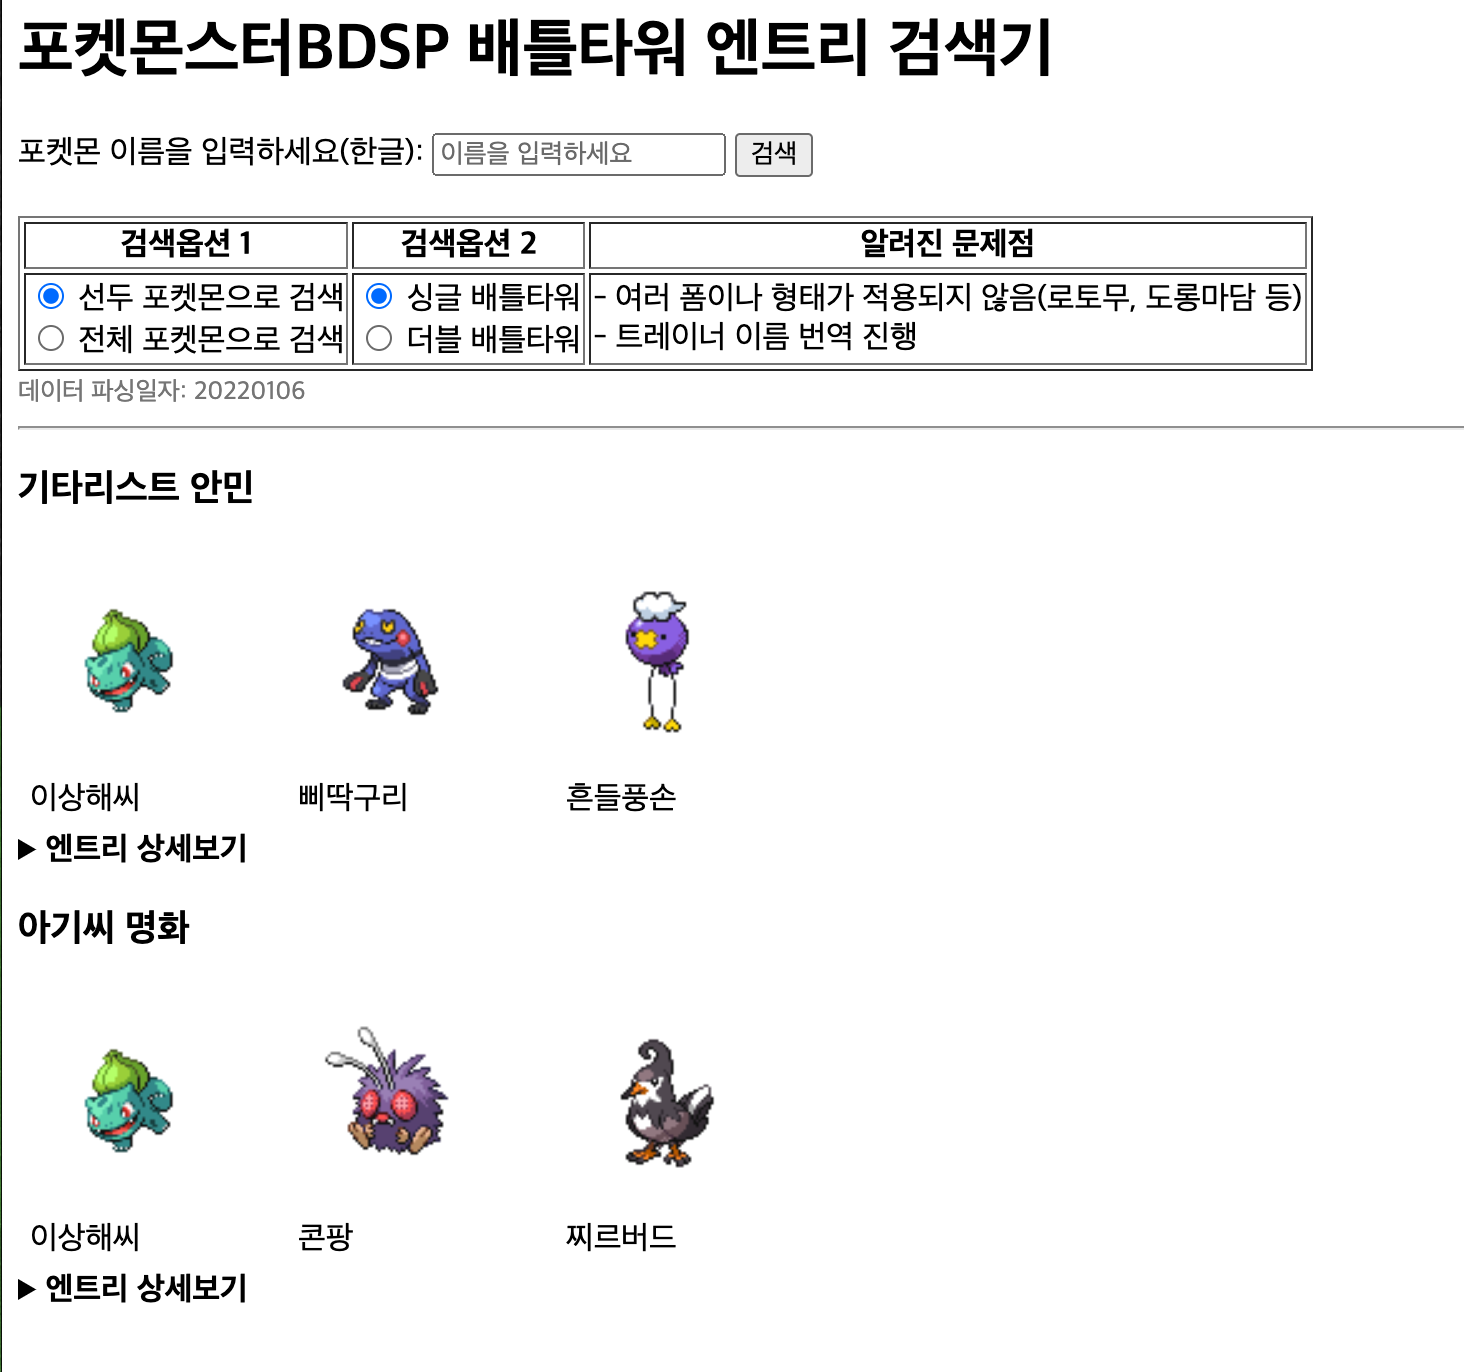 포켓몬스터BDSP 배틀타워 엔트리 검색기
포켓몬 이름을 입력하세요(한글): 이름을 입력하세요 검색
검색옵션 1 검색옵션 2 알려진 문제점
선두 포켓몬으로 검색 싱글 배틀타워 - 여러 폼이나 형태가 적용되지 않음(로토무, 도롱마담 등)
전체 포켓몬으로 검색 더블 배틀타워 - 트레이너 이름 번역 진행
데이터 파싱일자: 20220106
기타리스트 안민
이상해씨 삐딱구리 흔들풍손
▶ 엔트리 상세보기
아기씨 명화
이상해씨 콘팡 찌르버드
▶ 엔트리 상세보기